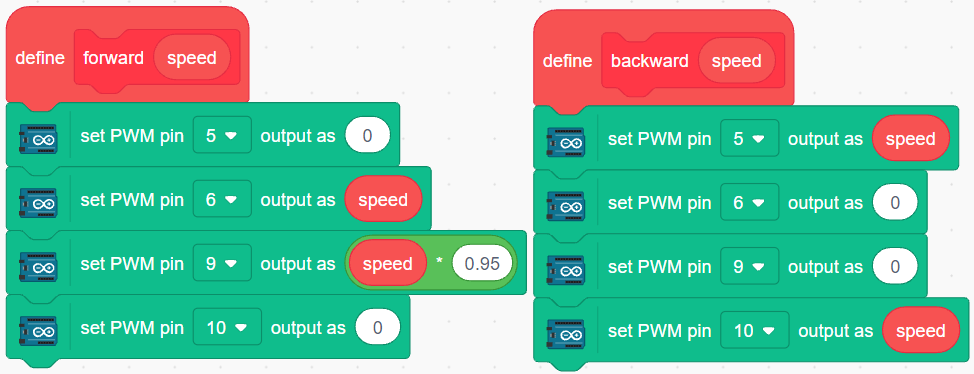 define forward speed
set PWM pin 5 output as 0
set PWM pin 6 output as speed
set PWM pin 9 output as speed * 0.95
set PWM pin 10 output as 0
define backward speed
set PWM pin 5 output as speed
set PWM pin 6 output as 0
set PWM pin 9 output as 0
set PWM pin 10 output as speed